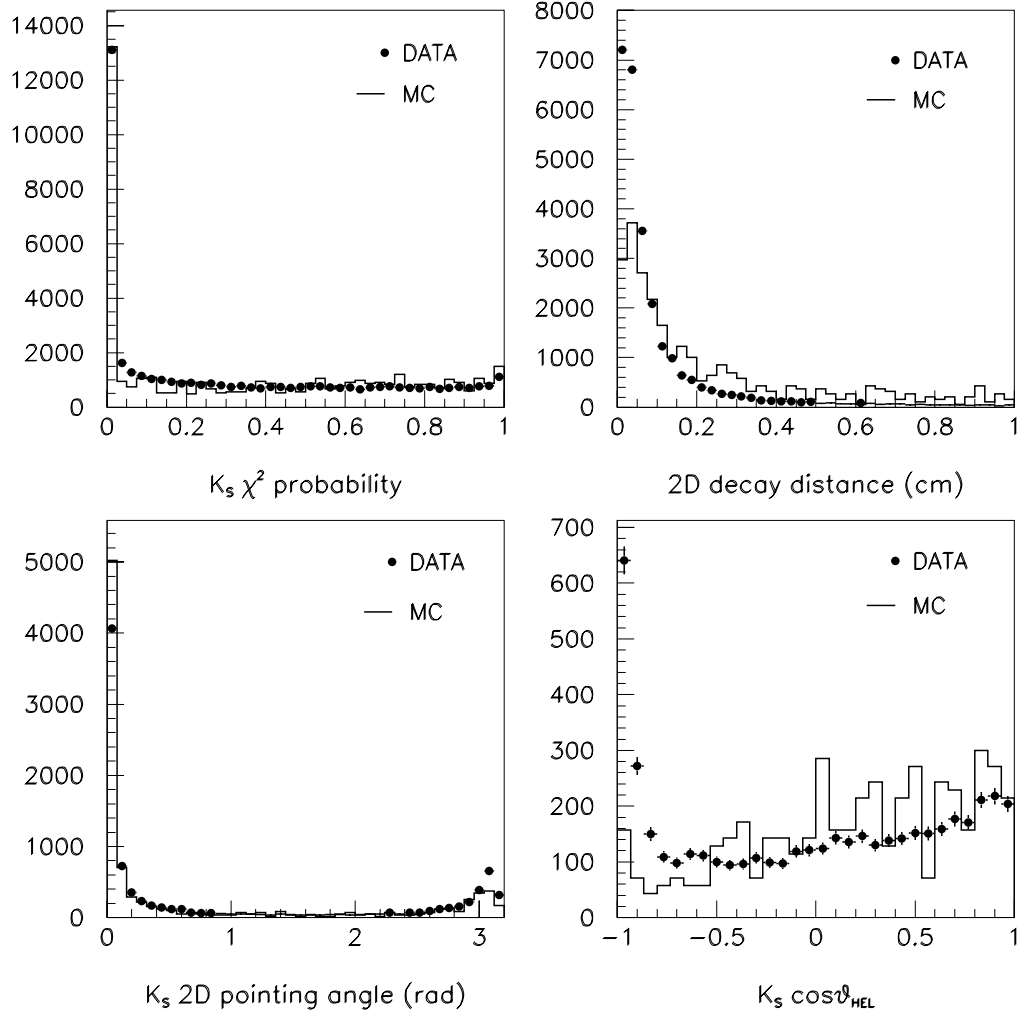 14000
12000
10000
8000
6000
4000
2000
0
0 0.2 0.4 0.6 0.8 1
DATA
MC
Kₛ χ² probability
8000
7000
6000
5000
4000
3000
2000
1000
0
0 0.2 0.4 0.6 0.8 1
DATA
MC
2D decay distance (cm)
5000
4000
3000
2000
1000
0
0 1 2 3
DATA
MC
Kₛ 2D pointing angle (rad)
700
600
500
400
300
200
100
0
−1 −0.5 0 0.5 1
DATA
MC
Kₛ cosϑHEL